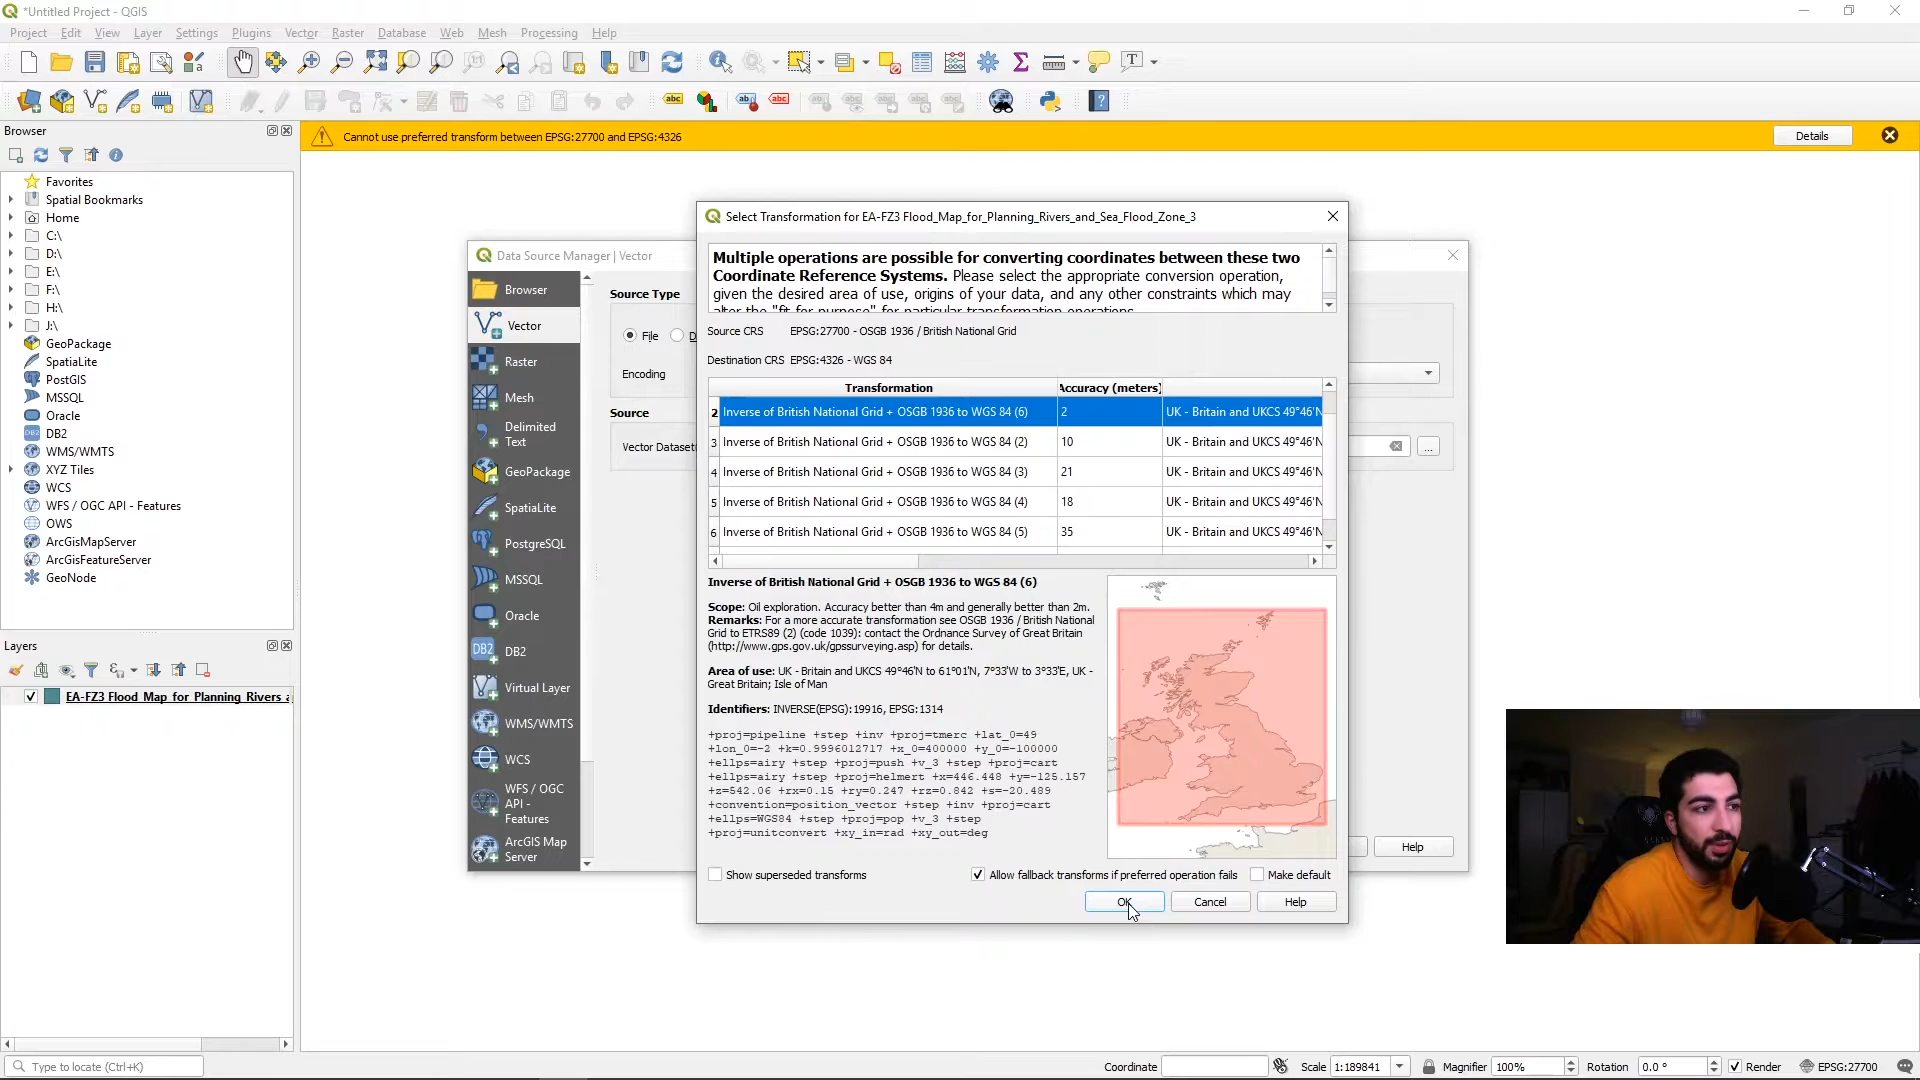 *Untitled Project - QGIS
Project Edit View Layer Settings Plugins Vector Raster Database Web Mesh Processing Help
Browser
Cannot use preferred transform between EPSG:27700 and EPSG:4326
Details
Favorites
Spatial Bookmarks
Home
C:\
D:\
E:\
F:\
H:\
J:\
GeoPackage
SpatiaLite
PostGIS
MSSQL
Oracle
DB2
WMS/WMTS
XYZ Tiles
WCS
WFS / OGC API - Features
OWS
ArcGisMapServer
ArcGisFeatureServer
GeoNode
Layers
EA-FZ3 Flood Map for Planning Rivers a
Data Source Manager | Vector
Browser
Vector
Raster
Mesh
Delimited
Text
GeoPackage
SpatiaLite
PostgreSQL
MSSQL
Oracle
DB2
Virtual Layer
WMS/WMTS
WCS
WFS / OGC
API -
Features
ArcGIS Map
Server
Source Type
File D
Encoding
Source
Vector Dataset(
...
Help
Select Transformation for EA-FZ3 Flood_Map_for_Planning_Rivers_and_Sea_Flood_Zone_3
Multiple operations are possible for converting coordinates between these two
Coordinate Reference Systems. Please select the appropriate conversion operation,
given the desired area of use, origins of your data, and any other constraints which may
alter the "fit for purpose" for particular transformation operations.
Source CRS EPSG:27700 - OSGB 1936 / British National Grid
Destination CRS EPSG:4326 - WGS 84
Transformation Accuracy (meters)
2 Inverse of British National Grid + OSGB 1936 to WGS 84 (6) 2 UK - Britain and UKCS 49°46'N
3 Inverse of British National Grid + OSGB 1936 to WGS 84 (2) 10 UK - Britain and UKCS 49°46'N
4 Inverse of British National Grid + OSGB 1936 to WGS 84 (3) 21 UK - Britain and UKCS 49°46'N
5 Inverse of British National Grid + OSGB 1936 to WGS 84 (4) 18 UK - Britain and UKCS 49°46'N
6 Inverse of British National Grid + OSGB 1936 to WGS 84 (5) 35 UK - Britain and UKCS 49°46'N
Inverse of British National Grid + OSGB 1936 to WGS 84 (6)
Scope: Oil exploration. Accuracy better than 4m and generally better than 2m.
Remarks: For a more accurate transformation see OSGB 1936 / British National
Grid to ETRS89 (2) (code 1039): contact the Ordnance Survey of Great Britain
(http://www.gps.gov.uk/gpssurveying.asp) for details.
Area of use: UK - Britain and UKCS 49°46'N to 61°01'N, 7°33'W to 3°33'E, UK -
Great Britain; Isle of Man
Identifiers: INVERSE(EPSG):19916, EPSG:1314
+proj=pipeline +step +inv +proj=tmerc +lat_0=49
+lon_0=-2 +k=0.9996012717 +x_0=400000 +y_0=-100000
+ellps=airy +step +proj=push +v_3 +step +proj=cart
+ellps=airy +step +proj=helmert +x=446.448 +y=-125.157
+z=542.06 +rx=0.15 +ry=0.247 +rz=0.842 +s=-20.489
+convention=position_vector +step +inv +proj=cart
+ellps=WGS84 +step +proj=pop +v_3 +step
+proj=unitconvert +xy_in=rad +xy_out=deg
Show superseded transforms Allow fallback transforms if preferred operation fails Make default
OK Cancel Help
Type to locate (Ctrl+K) Coordinate Scale 1:189841 Magnifier 100% Rotation 0.0 ° Render EPSG:27700